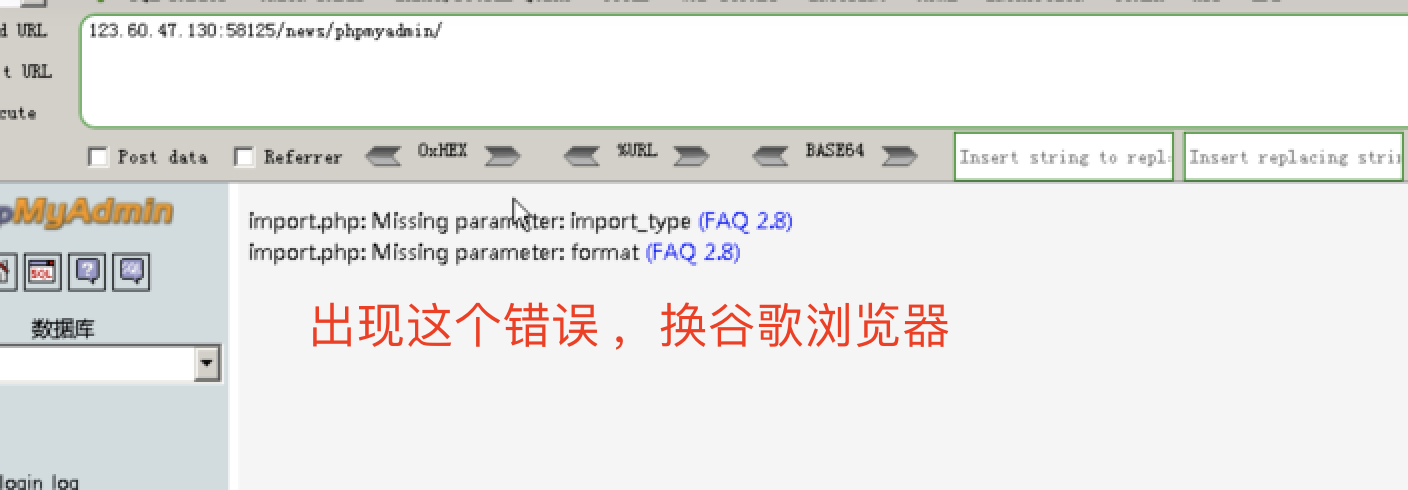 URL
123.60.47.130:58125/news/phpmyadmin/
t URL
cute
Post data Referrer 0xHEX %URL BASE64 Insert string to repl Insert replacing stri
pMyAdmin
import.php: Missing parameter: import_type (FAQ 2.8)
import.php: Missing parameter: format (FAQ 2.8)
SQL ? SQL
出现这个错误，换谷歌浏览器
数据库
login log